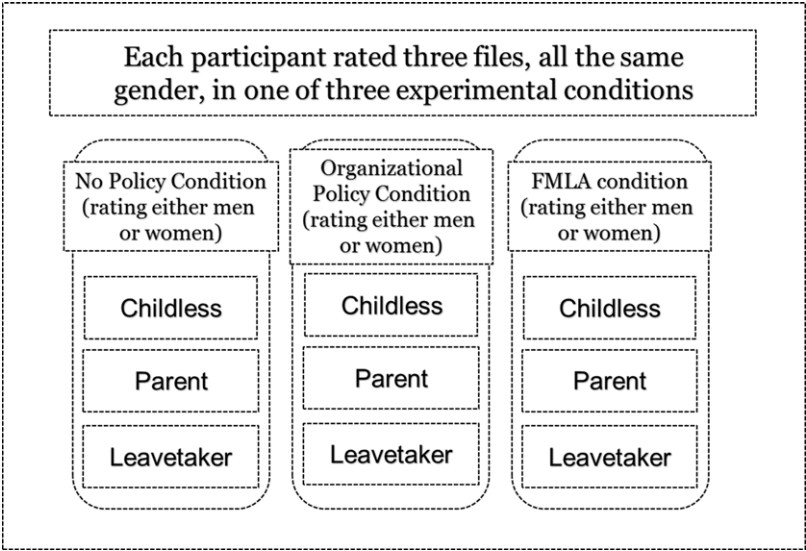 Each participant rated three files, all the same
gender, in one of three experimental conditions
No Policy Condition
(rating either men
or women)
Childless
Parent
Leavetaker
Organizational
Policy Condition
(rating either men
or women)
Childless
Parent
Leavetaker
FMLA condition
(rating either men
or women)
Childless
Parent
Leavetaker